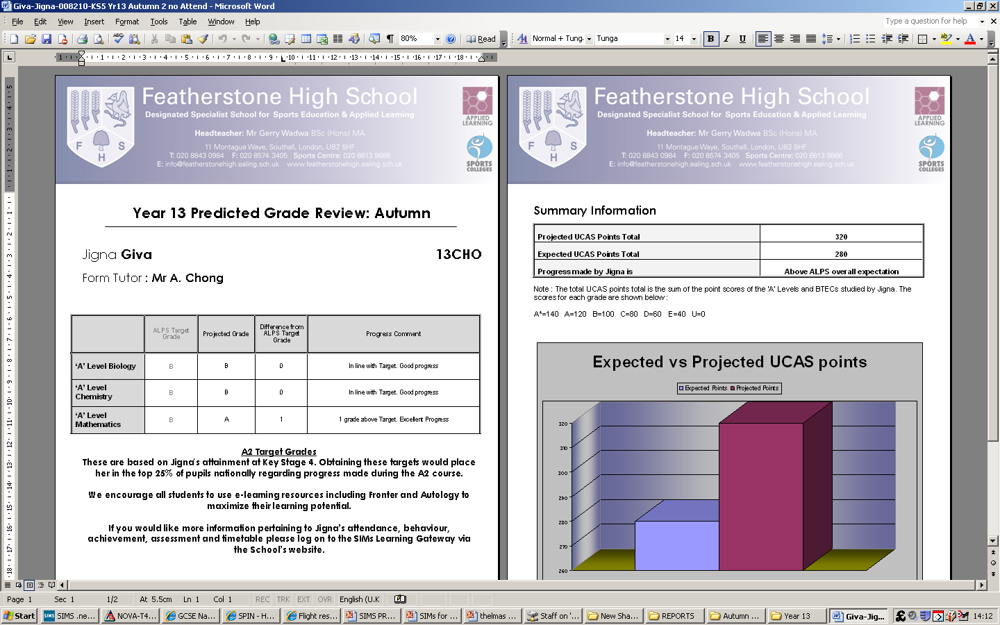 Giva-Jigna-008210-KS5 Yr13 Autumn 2 no Attend - Microsoft Word
File Edit View Insert Format Tools Table Window Help
Type a question for help
80% Read Normal + Tung. Tunga 14 B I U
Featherstone High School
Designated Specialist School for Sports Education & Applied Learning
Headteacher: Mr Gerry Wadwa BSc (Hons) MA
11 Montague Waye, Southall, London, UB2 5HF
T: 020 8843 0984 F: 020 8574 3405 Sports Centre: 020 8813 9886
E: info@featherstonehigh.ealing.sch.uk www.featherstonehigh.ealing.sch.uk
F H S
APPLIED
LEARNING
SPORTS
COLLEGES
Year 13 Predicted Grade Review: Autumn
Jigna Giva 13CHO
Form Tutor : Mr A. Chong
ALPS Target Grade Projected Grade Difference from ALPS Target Grade Progress Comment
'A' Level Biology B B 0 In line with Target. Good progress
'A' Level Chemistry B B 0 In line with Target. Good progress
'A' Level Mathematics B A 1 1 grade above Target. Excellent Progress
A2 Target Grades
These are based on Jigna's attainment at Key Stage 4. Obtaining these targets would place
her in the top 25% of pupils nationally regarding progress made during the A2 course.
We encourage all students to use e-learning resources including Fronter and Autology to
maximize their learning potential.
If you would like more information pertaining to Jigna's attendance, behaviour,
achievement, assessment and timetable please log on to the SIMs Learning Gateway via
the School's website.
Featherstone High School
Designated Specialist School for Sports Education & Applied Learning
Headteacher: Mr Gerry Wadwa BSc (Hons) MA
11 Montague Waye, Southall, London, UB2 5HF
T: 020 8843 0984 F: 020 8574 3405 Sports Centre: 020 8813 9886
E: info@featherstonehigh.ealing.sch.uk www.featherstonehigh.ealing.sch.uk
F H S
APPLIED
LEARNING
SPORTS
COLLEGES
Summary Information
Projected UCAS Points Total 320
Expected UCAS Points Total 280
Progress made by Jigna is Above ALPS overall expectation
Note : The total UCAS points total is the sum of the point scores of the 'A' Levels and BTECs studied by Jigna. The
scores for each grade are shown below :
A*=140 A=120 B=100 C=80 D=60 E=40 U=0
Expected vs Projected UCAS points
Expected Points Projected Points
320
310
300
290
280
270
260
Page 1 Sec 1 1/2 At 5.5cm Ln 1 Col 1 REC TRK EXT OVR English (U.K
Start SIMS .ne... NOVA-T4... GCSE Na... SPIN - H... Flight res... SIMS PR... SIMs for ... thelmas ... Staff on '... New Sha... REPORTS Autumn ... Year 13 Giva-Jig... 14:12